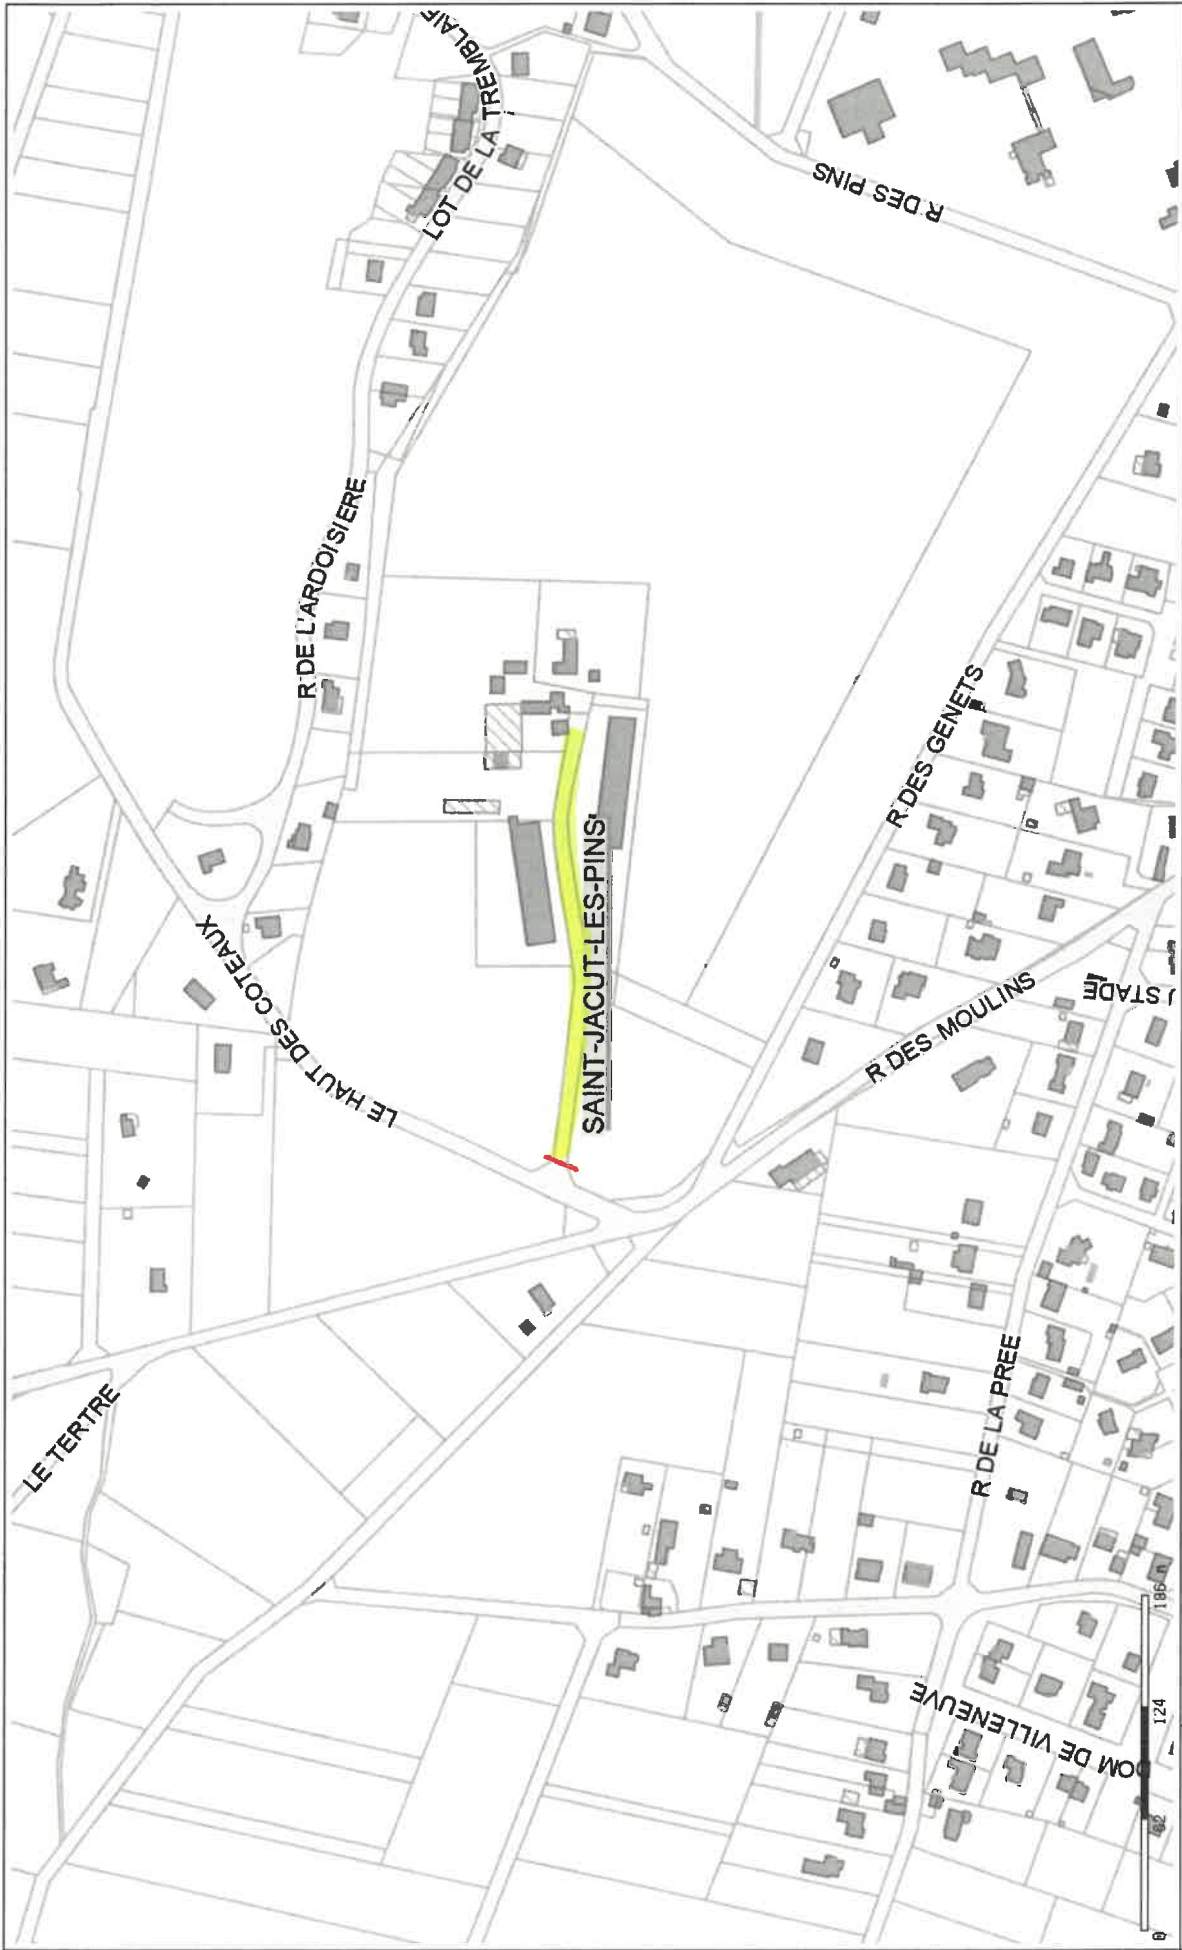 LE TERTRE
LE HAUT DES COTEAUX
R DE L'ARDOISIERE
LOT DE LA TREMBLAIE
SAINT-JACUT-LES-PINS
R DES PINS
R DES GENETS
R DES MOULINS
STADE
R DE LA PREE
DOM DE VILLENEUVE
0 62 124 186 m